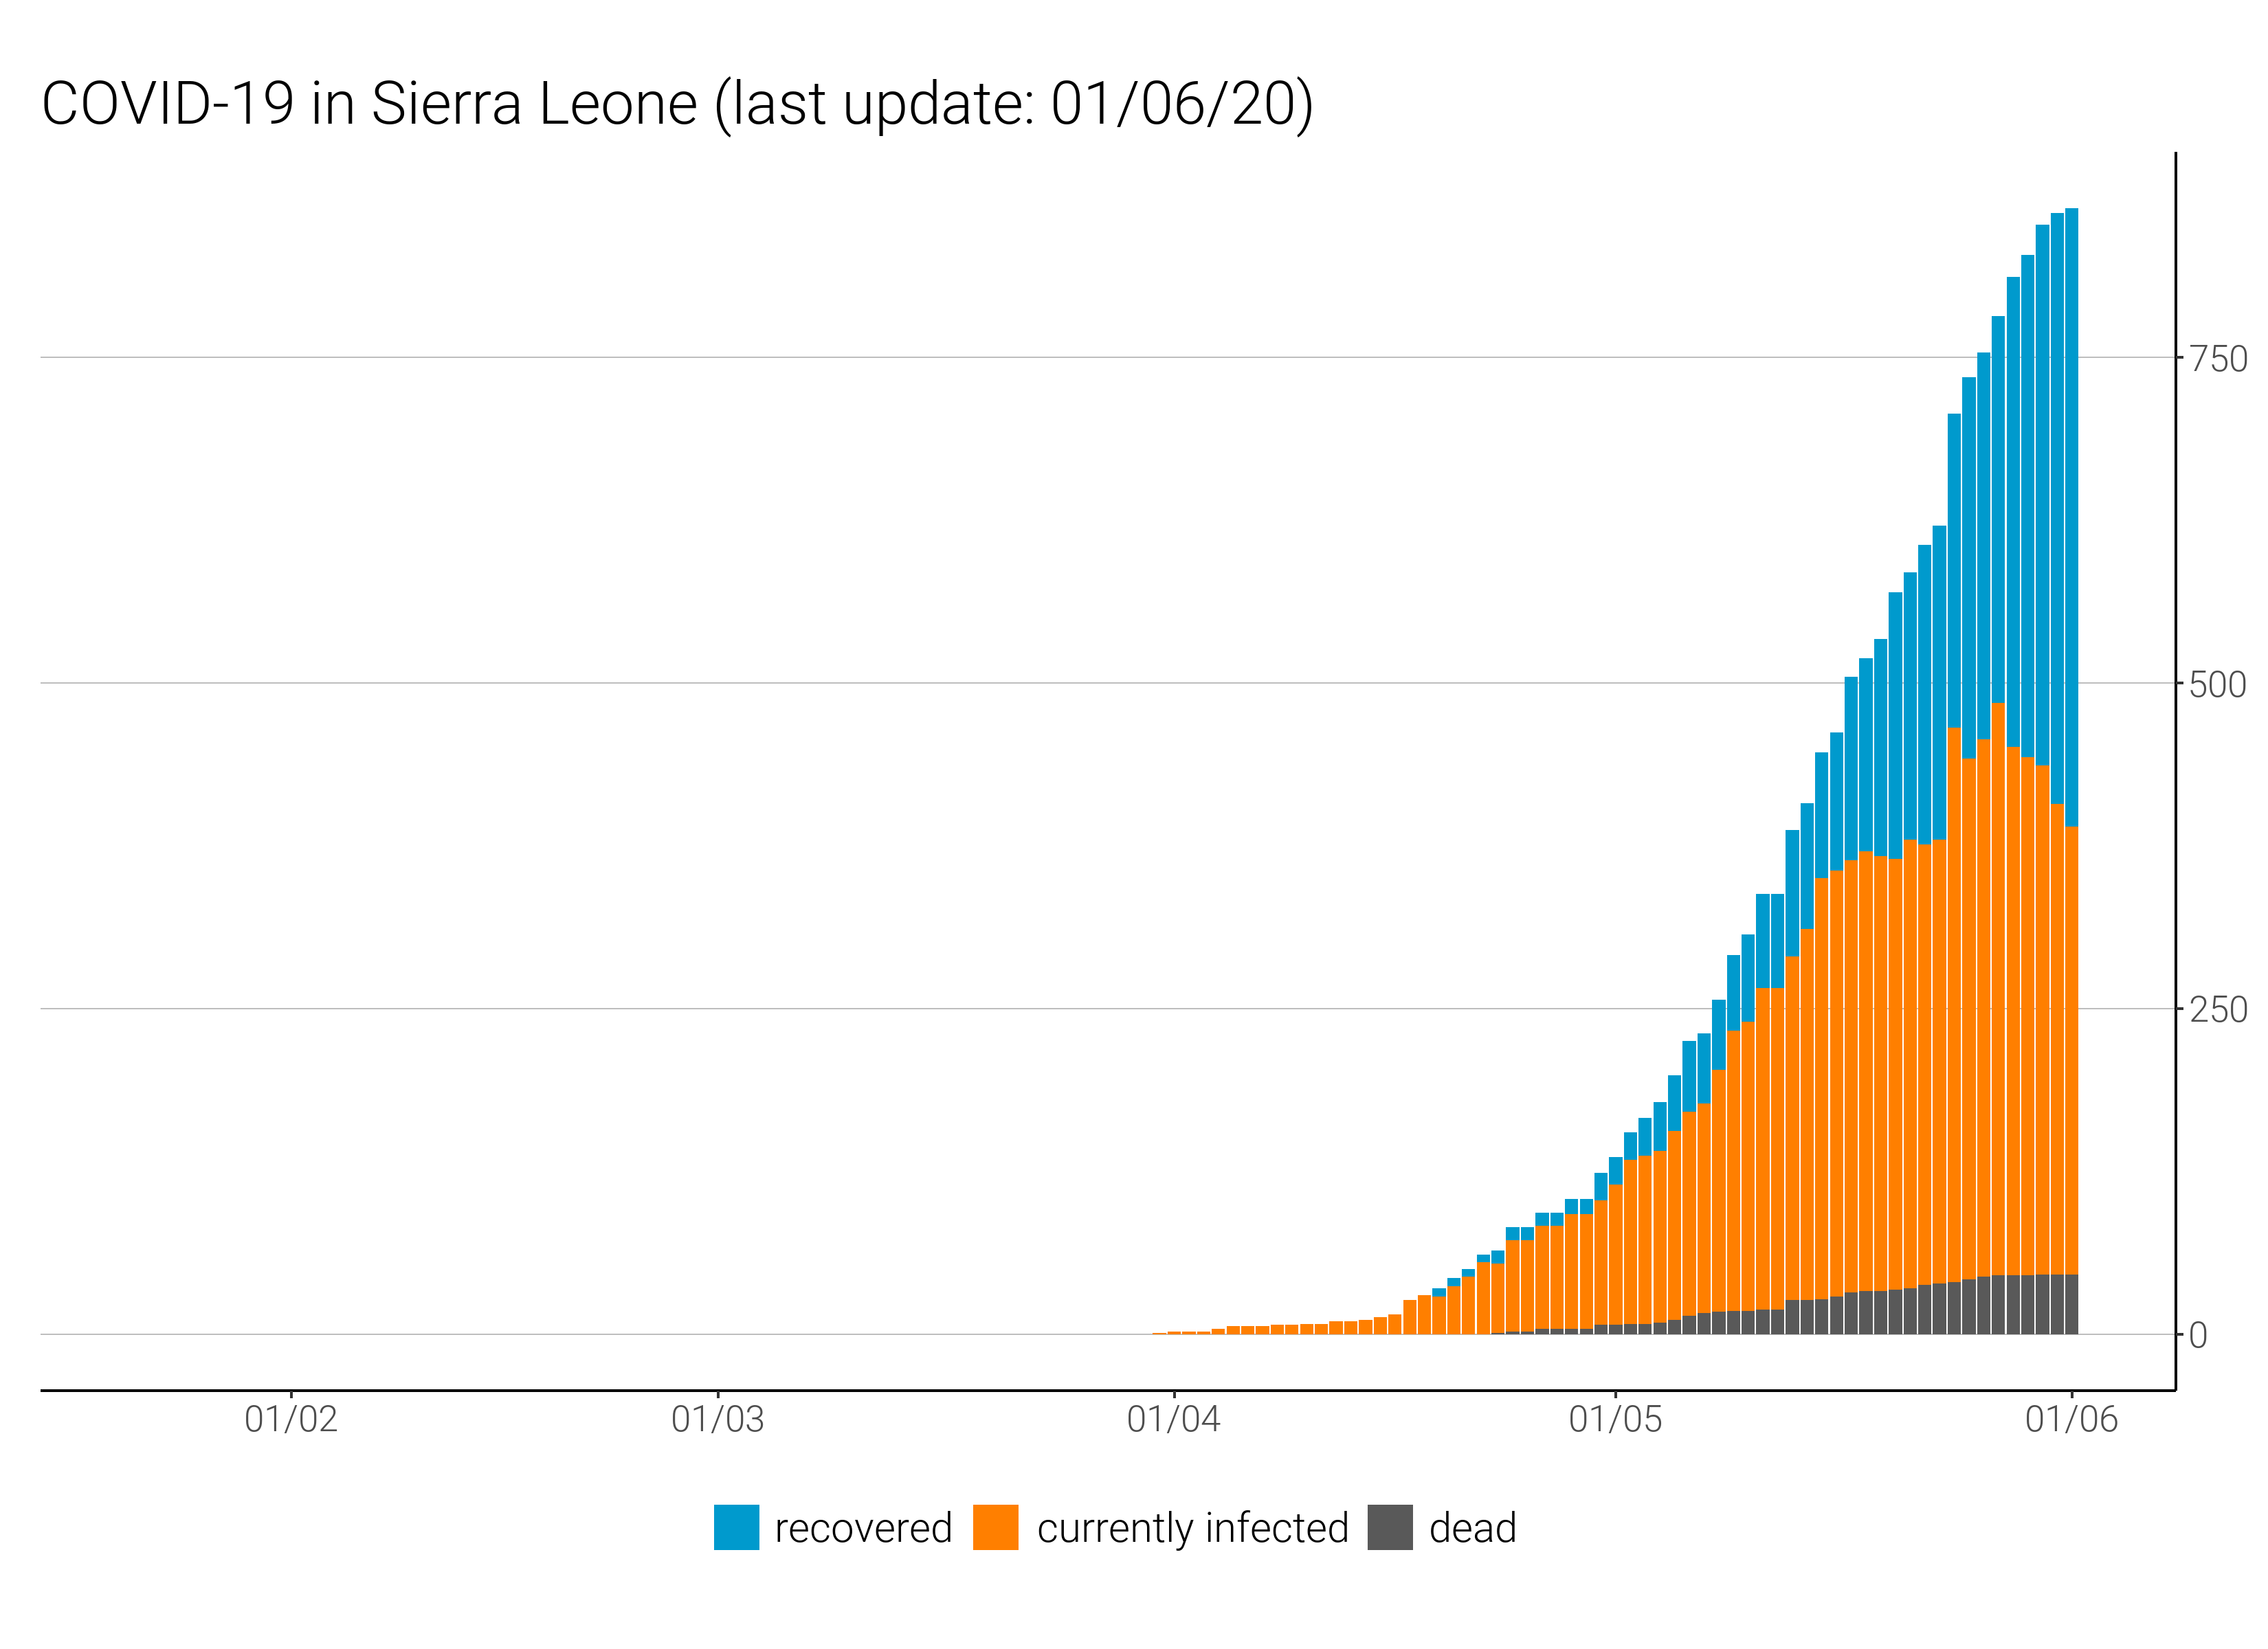 COVID-19 in Sierra Leone (last update: 01/06/20)
750
500
250
0
01/02 01/03 01/04 01/05 01/06
recovered currently infected dead